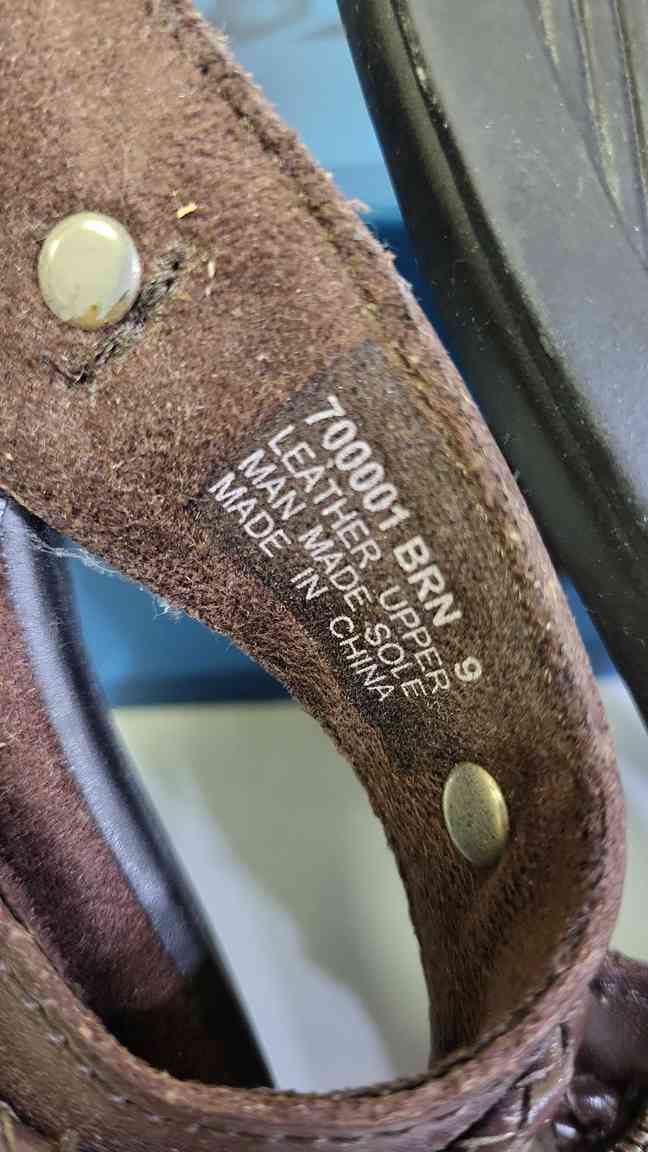 700001 BRN 9
LEATHER UPPER
MAN MADE SOLE
MADE IN CHINA